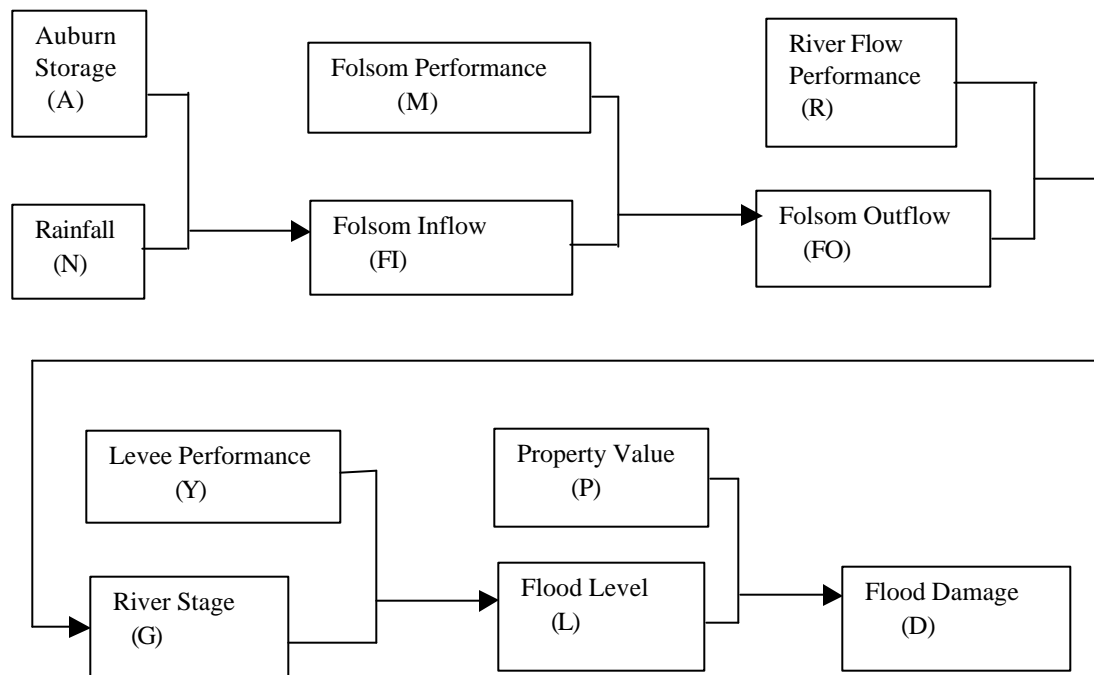 Auburn
Storage
(A)
Folsom Performance
(M)
River Flow
Performance
(R)
Rainfall
(N)
Folsom Inflow
(FI)
Folsom Outflow
(FO)
Levee Performance
(Y)
Property Value
(P)
River Stage
(G)
Flood Level
(L)
Flood Damage
(D)